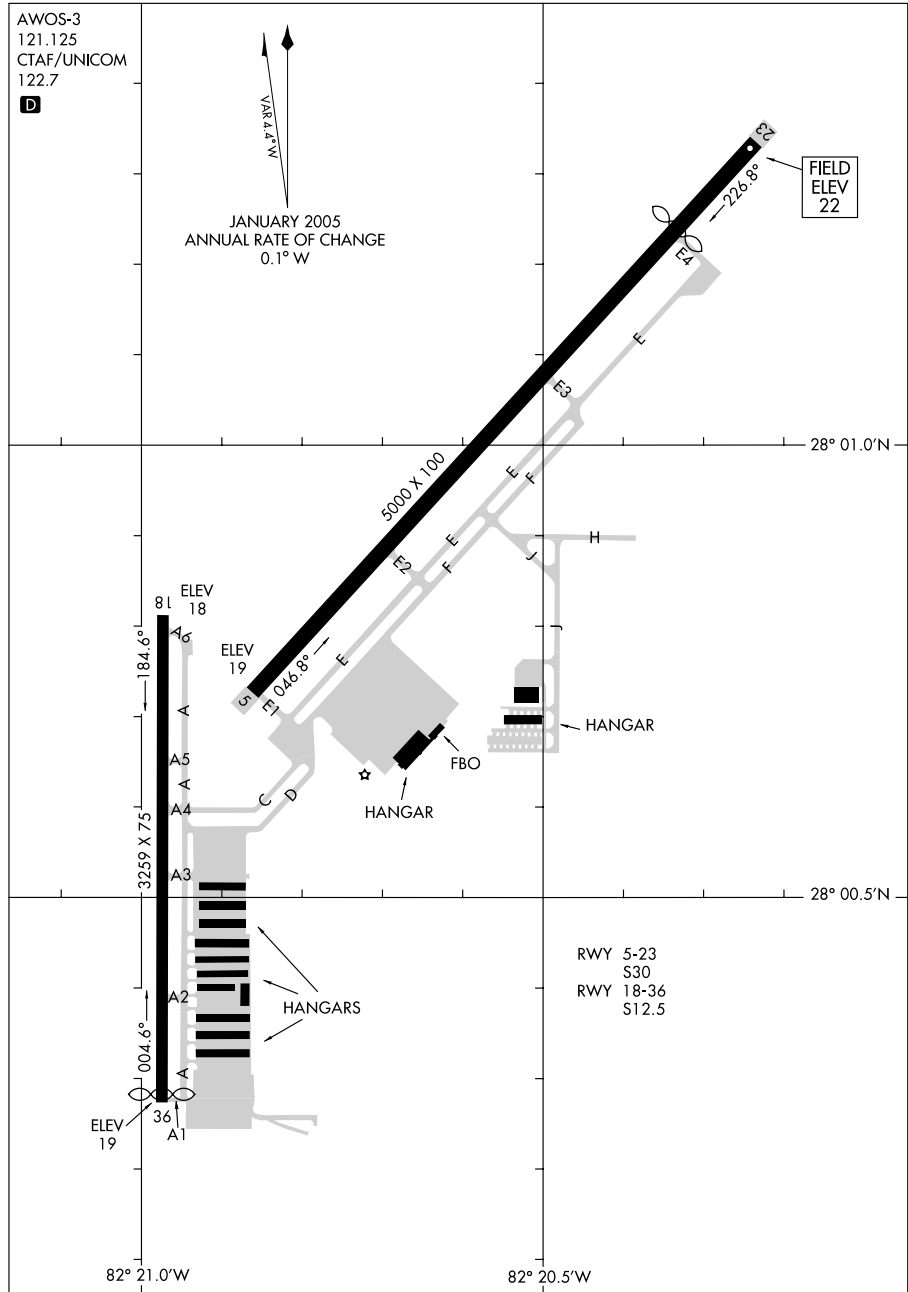 AWOS-3
121.125
CTAF/UNICOM
122.7
D
VAR 4.4° W
JANUARY 2005
ANNUAL RATE OF CHANGE
0.1° W
23
FIELD
ELEV
22
226.8°
E4
E
E3
28° 01.0'N
5000 X 100
E
F
H
E
E2
F
J
J
ELEV
18
18
A6
184.6°
ELEV
19
046.8°
E
5
E1
A
A5
A
A4
C
D
HANGAR
FBO
HANGAR
3259 X 75
A3
28° 00.5'N
RWY 5-23
S30
RWY 18-36
S12.5
A2
HANGARS
004.6°
A
36
ELEV
19
A1
82° 21.0'W
82° 20.5'W